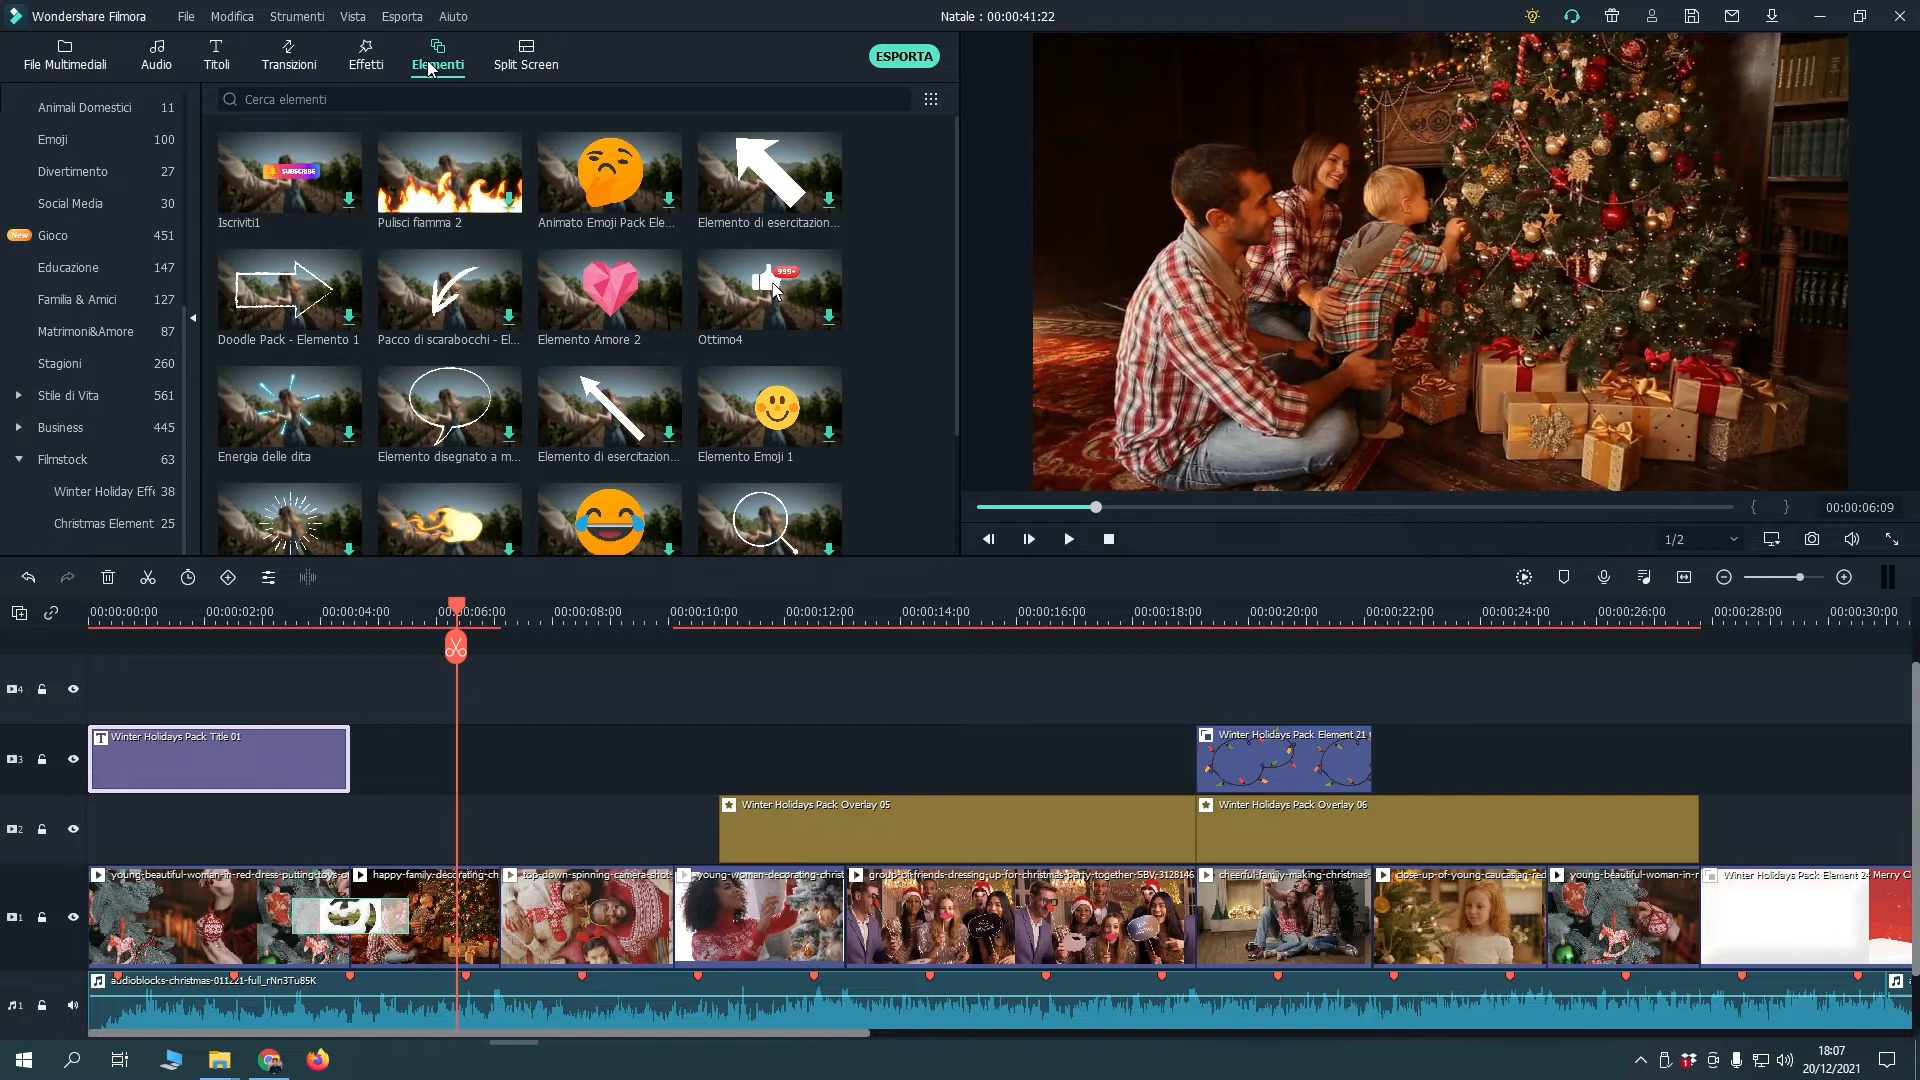 Wondershare Filmora
File Modifica Strumenti Vista Esporta Aiuto
Natale : 00:00:41:22
File Multimediali Audio Titoli Transizioni Effetti Elementi Split Screen
ESPORTA
Animali Domestici 11
Emoji 100
Divertimento 27
Social Media 30
New Gioco 451
Educazione 147
Familia & Amici 127
Matrimoni&Amore 87
Stagioni 260
Stile di Vita 561
Business 445
Filmstock 63
Winter Holiday Effe 38
Christmas Element 25
Cerca elementi
SUBSCRIBE
Iscriviti1 Pulisci fiamma 2 Animato Emoji Pack Ele... Elemento di esercitazion...
999+
Doodle Pack - Elemento 1 Pacco di scarabocchi - El... Elemento Amore 2 Ottimo4
Energia delle dita Elemento disegnato a m... Elemento di esercitazion... Elemento Emoji 1
{ } 00:00:06:09
1/2
00:00:00:00 00:00:02:00 00:00:04:00 00:00:06:00 00:00:08:00 00:00:10:00 00:00:12:00 00:00:14:00 00:00:16:00 00:00:18:00 00:00:20:00 00:00:22:00 00:00:24:00 00:00:26:00 00:00:28:00 00:00:30:00
4
3 Winter Holidays Pack Title 01 Winter Holidays Pack Element 21
2 Winter Holidays Pack Overlay 05 Winter Holidays Pack Overlay 06
young-beautiful-woman-in-red-dress-putting-toys-o happy-family-decorating-ch top-down-spinning-camera-shot- young-woman-decorating-christ group-of-friends-dressing-up-for-christmas-party-together-SBV-3128146 cheerful-family-making-christmas- close-up-of-young-caucasian-red young-beautiful-woman-in-r Winter Holidays Pack Element 24 Merry C
1
audioblocks-christmas-011221-full_rNn3Tu85K
1
18:07
20/12/2021